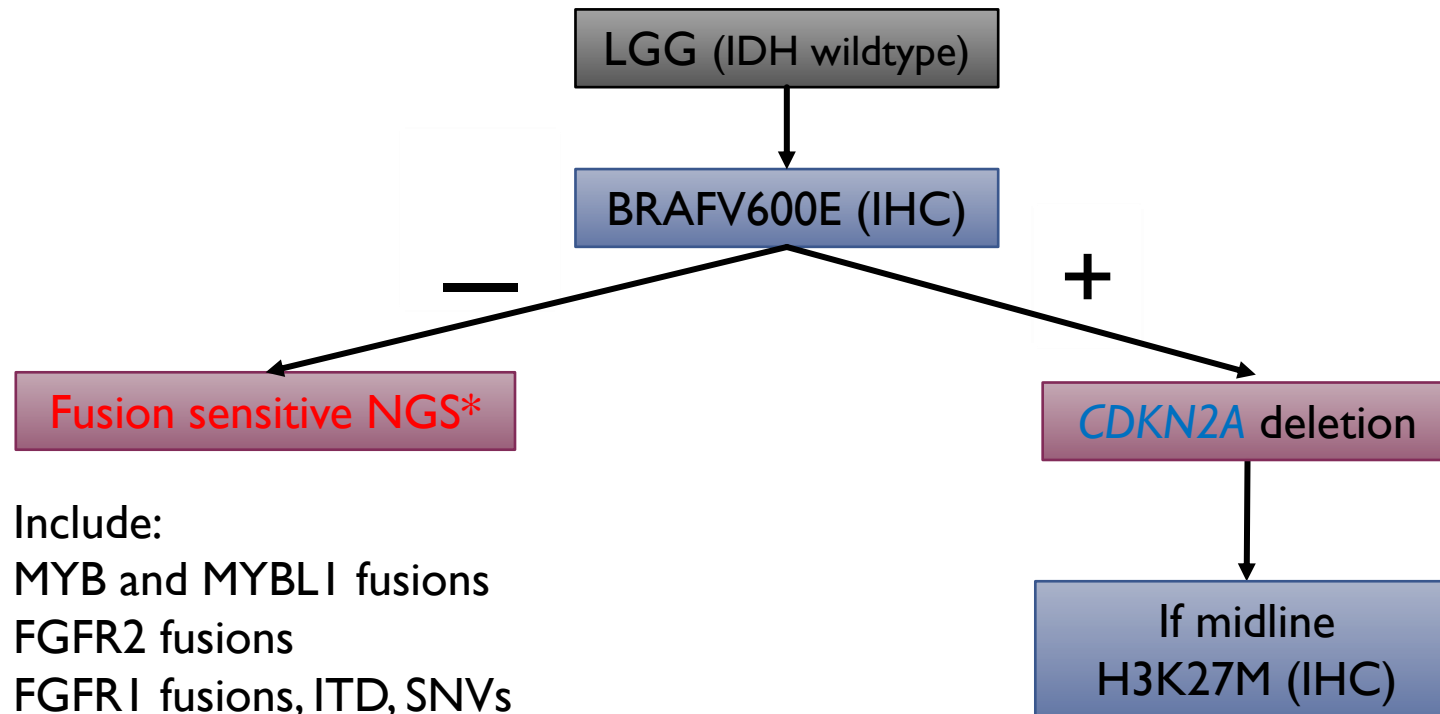 LGG (IDH wildtype)
BRAFV600E (IHC)
— +
Fusion sensitive NGS*
CDKN2A deletion
Include:
MYB and MYBL1 fusions
FGFR2 fusions
FGFR1 fusions, ITD, SNVs
If midline
H3K27M (IHC)